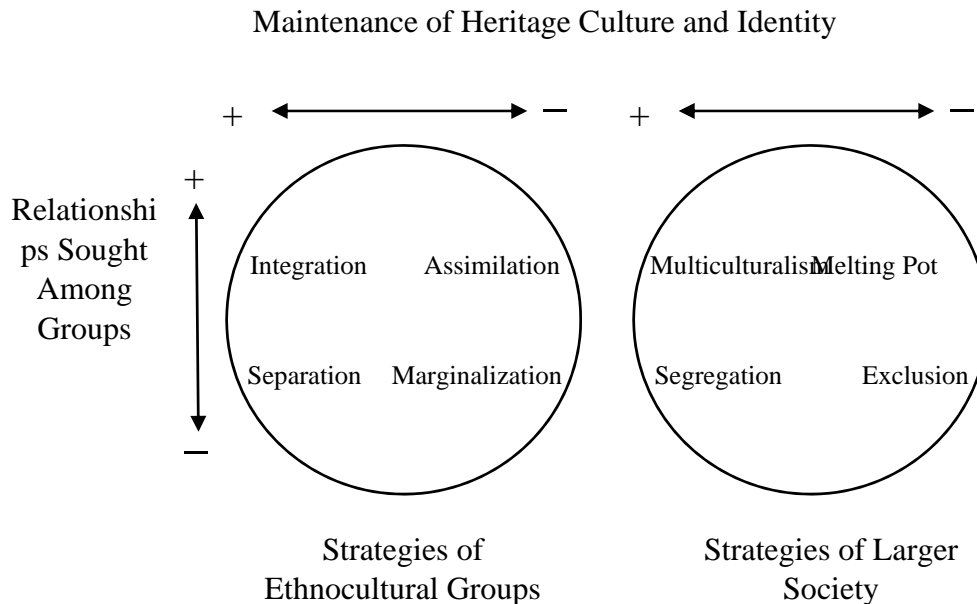 Maintenance of Heritage Culture and Identity
+ − + −
+
Relationshi
ps Sought
Among
Groups
Integration Assimilation Multiculturalism Melting Pot
Separation Marginalization Segregation Exclusion
−
Strategies of
Ethnocultural Groups
Strategies of Larger
Society